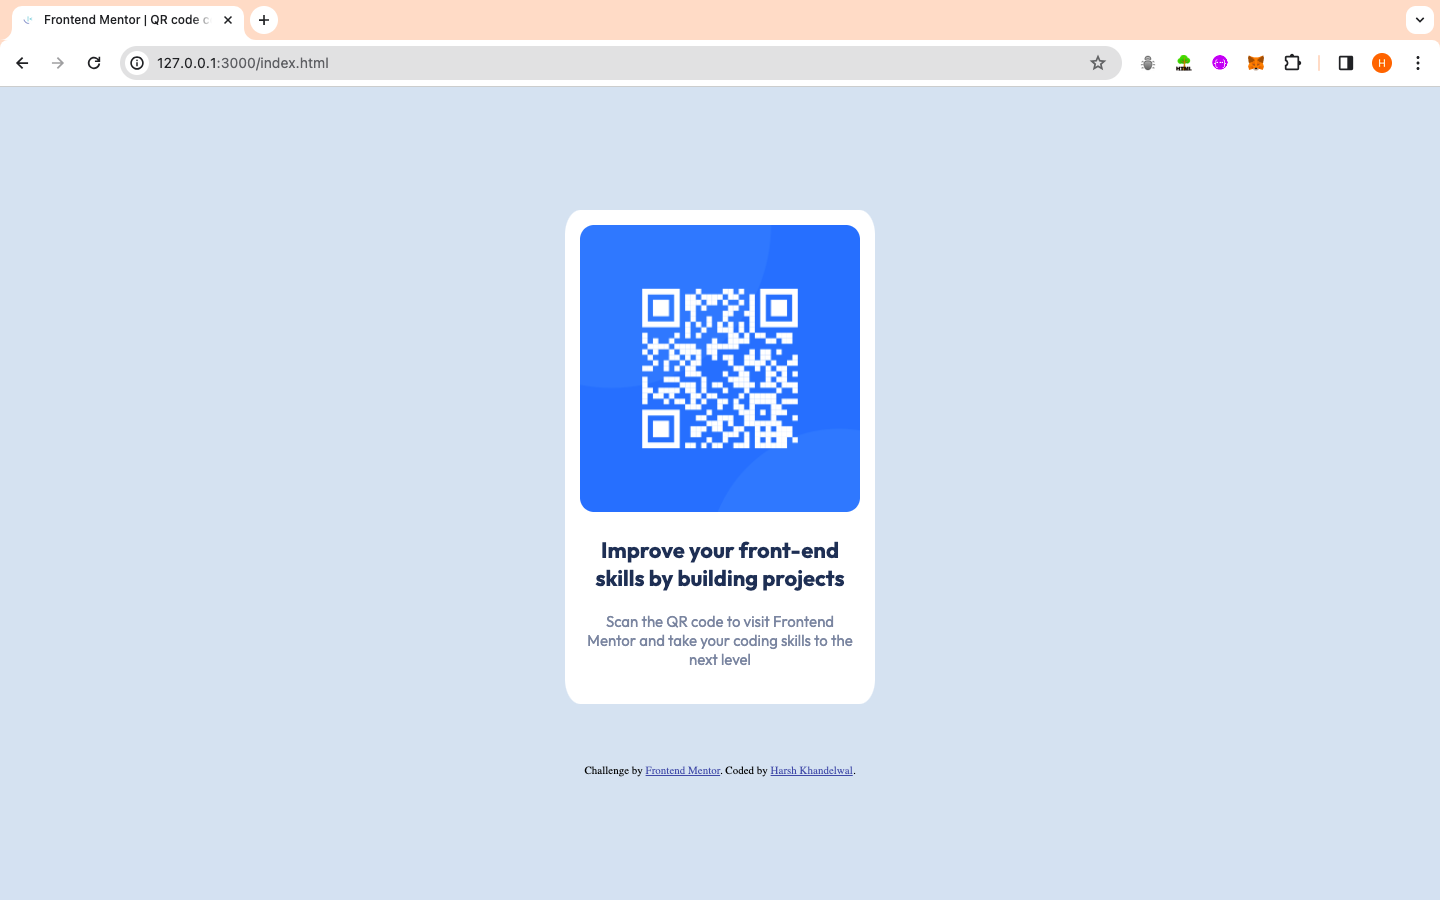 Frontend Mentor | QR code c
127.0.0.1:3000/index.html
HTML
H
Improve your front-end
skills by building projects
Scan the QR code to visit Frontend
Mentor and take your coding skills to the
next level
Challenge by Frontend Mentor. Coded by Harsh Khandelwal.